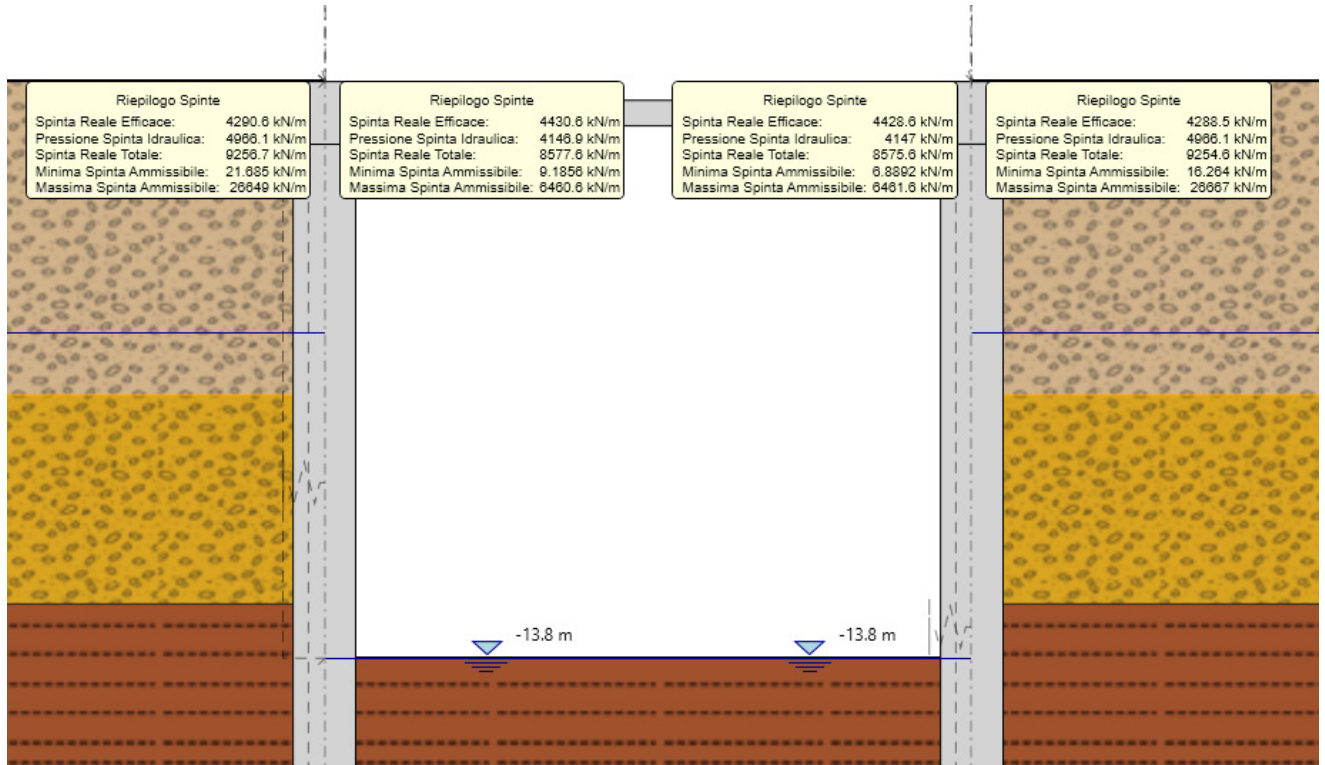 Riepilogo Spinte
Spinta Reale Efficace: 4290.6 kN/m
Pressione Spinta Idraulica: 4966.1 kN/m
Spinta Reale Totale: 9256.7 kN/m
Minima Spinta Ammissibile: 21.685 kN/m
Massima Spinta Ammissibile: 26649 kN/m
Riepilogo Spinte
Spinta Reale Efficace: 4430.6 kN/m
Pressione Spinta Idraulica: 4146.9 kN/m
Spinta Reale Totale: 8577.6 kN/m
Minima Spinta Ammissibile: 9.1856 kN/m
Massima Spinta Ammissibile: 6460.6 kN/m
Riepilogo Spinte
Spinta Reale Efficace: 4428.6 kN/m
Pressione Spinta Idraulica: 4147 kN/m
Spinta Reale Totale: 8575.6 kN/m
Minima Spinta Ammissibile: 6.8892 kN/m
Massima Spinta Ammissibile: 6461.6 kN/m
Riepilogo Spinte
Spinta Reale Efficace: 4288.5 kN/m
Pressione Spinta Idraulica: 4966.1 kN/m
Spinta Reale Totale: 9254.6 kN/m
Minima Spinta Ammissibile: 16.264 kN/m
Massima Spinta Ammissibile: 26667 kN/m
-13.8 m
-13.8 m